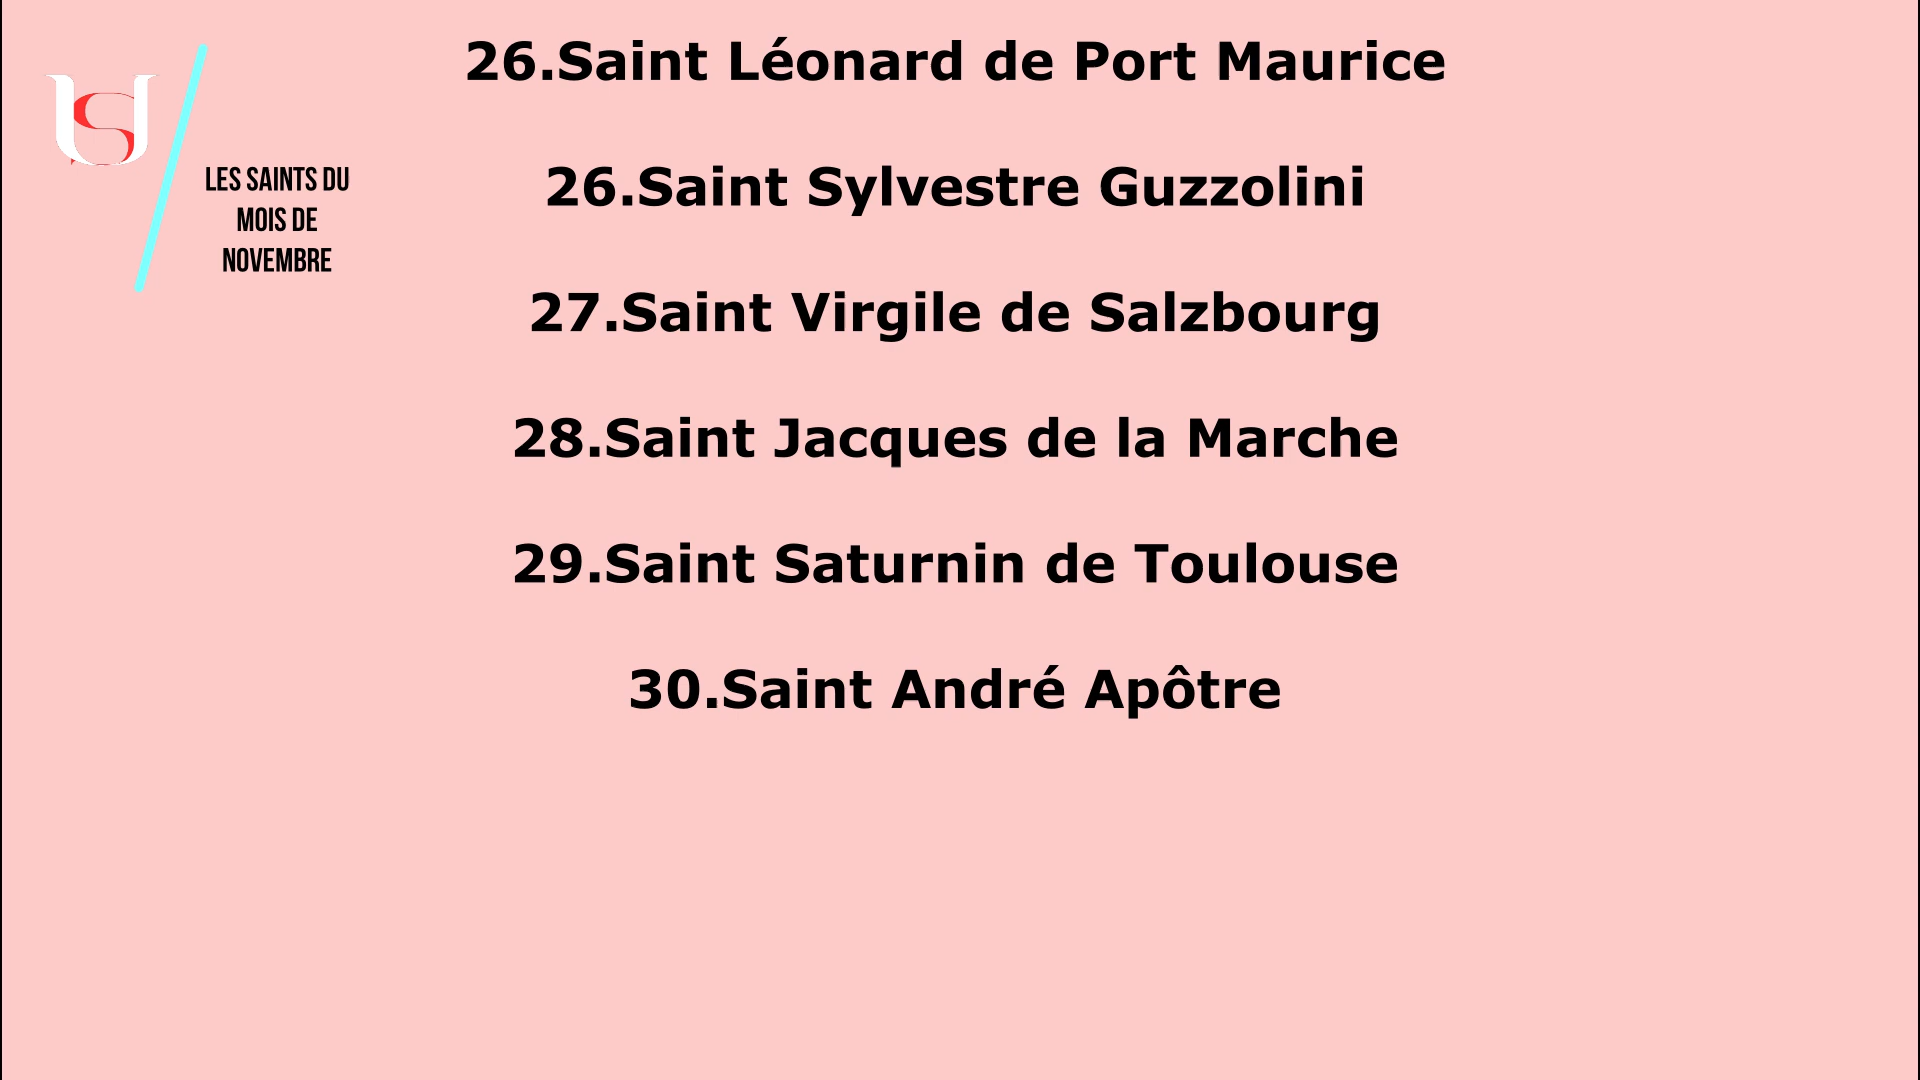 26.Saint Léonard de Port Maurice
US
LES SAINTS DU
MOIS DE
NOVEMBRE
26.Saint Sylvestre Guzzolini
27.Saint Virgile de Salzbourg
28.Saint Jacques de la Marche
29.Saint Saturnin de Toulouse
30.Saint André Apôtre